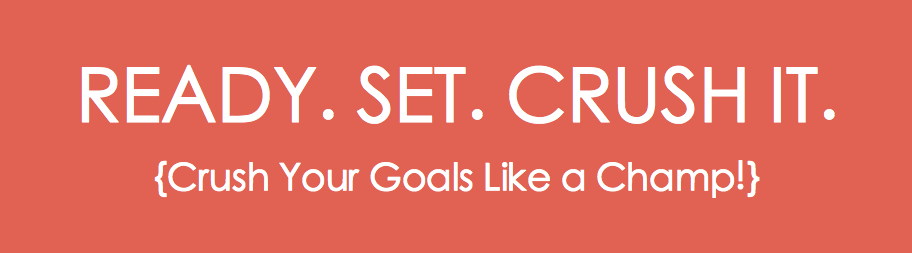 READY. SET. CRUSH IT.
{Crush Your Goals Like a Champ!}